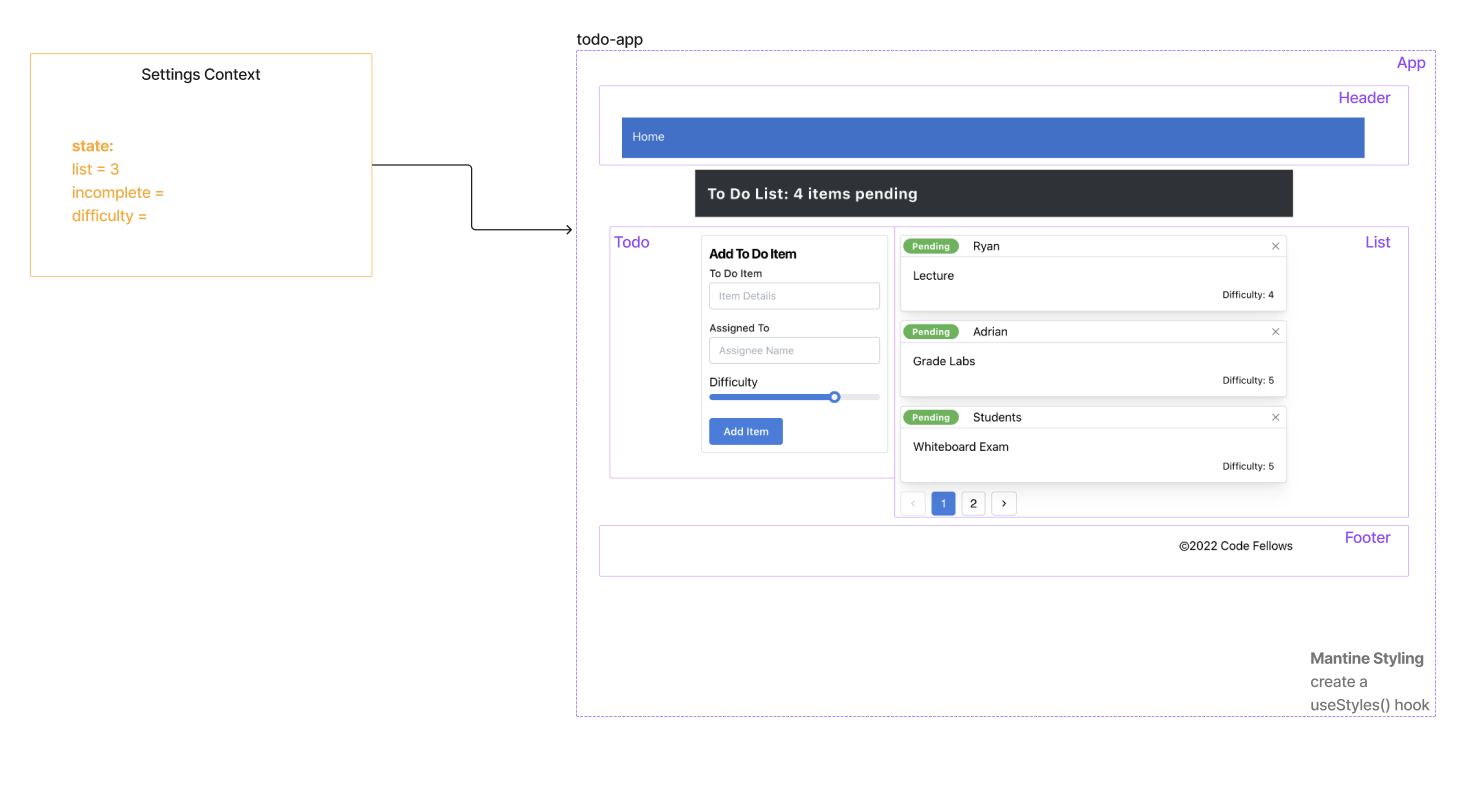 todo-app
Settings Context
state:
list = 3
incomplete =
difficulty =
App
Header
Home
To Do List: 4 items pending
Todo
Add To Do Item
To Do Item
Item Details
Assigned To
Assignee Name
Difficulty
Add Item
List
Pending Ryan ×
Lecture
Difficulty: 4
Pending Adrian ×
Grade Labs
Difficulty: 5
Pending Students ×
Whiteboard Exam
Difficulty: 5
‹ 1 2 ›
Footer
©2022 Code Fellows
Mantine Styling
create a
useStyles() hook